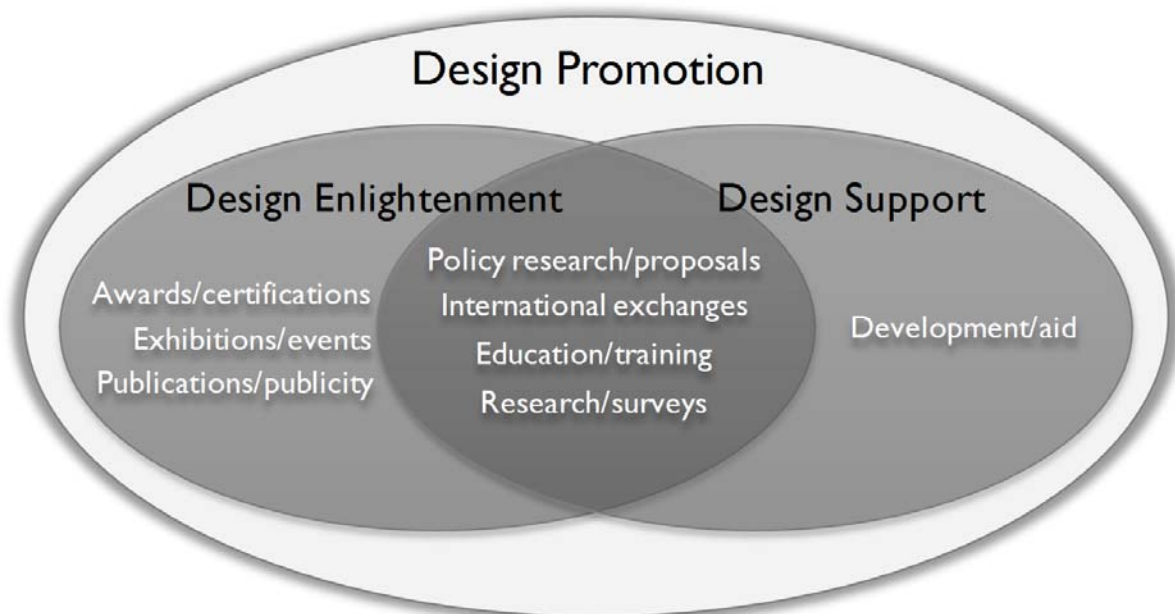 Design Promotion
Design Enlightenment
Design Support
Awards/certifications
Exhibitions/events
Publications/publicity
Policy research/proposals
International exchanges
Education/training
Research/surveys
Development/aid